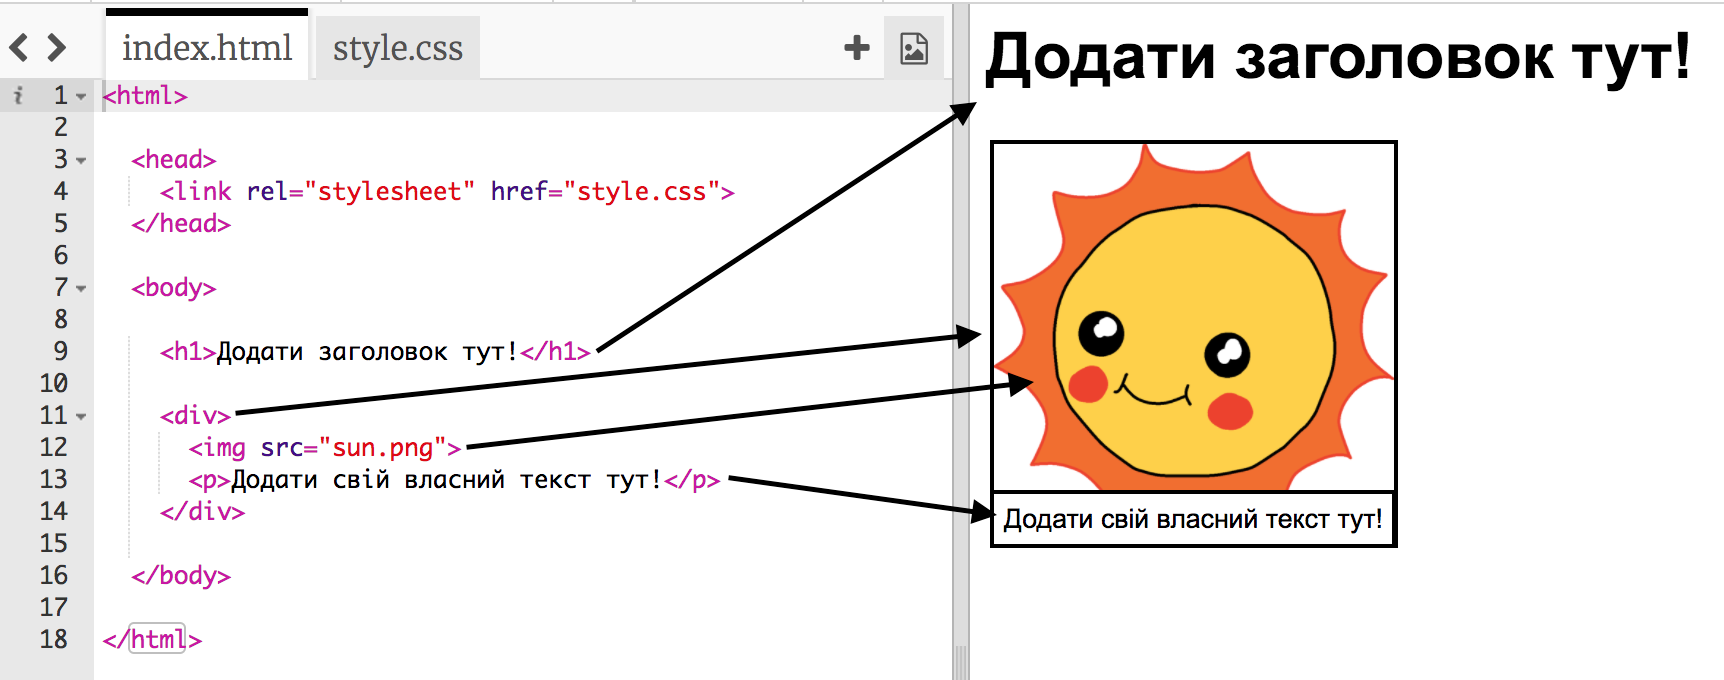 index.html style.css
1 <html>
2
3 <head>
4 <link rel="stylesheet" href="style.css">
5 </head>
6
7 <body>
8
9 <h1>Додати заголовок тут!</h1>
10
11 <div>
12 <img src="sun.png">
13 <p>Додати свій власний текст тут!</p>
14 </div>
15
16 </body>
17
18 </html>
Додати заголовок тут!
Додати свій власний текст тут!